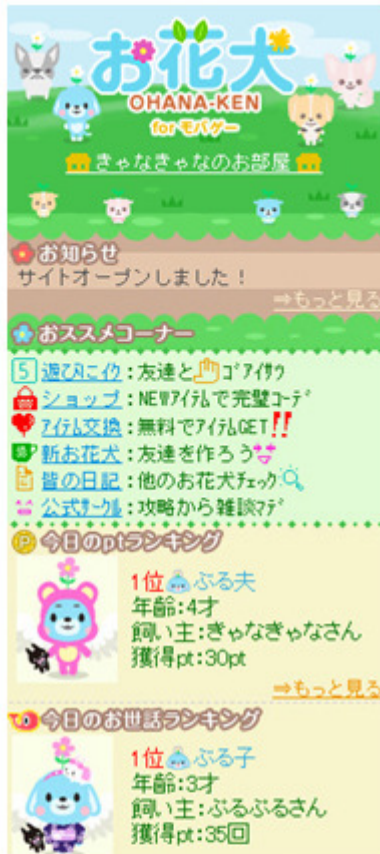 お花犬
OHANA-KEN
for モバゲー
きゃなきゃなのお部屋
お知らせ
サイトオープンしました！
⇒もっと見る
おススメコーナー
5 遊びにイク:友達とｺﾞｱｲｻﾂ
ショップ:NEWｱｲﾃﾑで完璧ｺｰﾃﾞ
ｱｲﾃﾑ交換:無料でｱｲﾃﾑGET!!
新お花犬:友達を作ろう
皆の日記:他のお花犬ﾁｪｯｸ
公式ｻｰｸﾙ:攻略から雑談ﾏﾃﾞ
P 今日のptランキング
1位 ぶる夫
年齢:4才
飼い主:きゃなきゃなさん
獲得pt:30pt
⇒もっと見る
今日のお世話ランキング
1位 ぶる子
年齢:3才
飼い主:ぶるぶるさん
獲得pt:35回